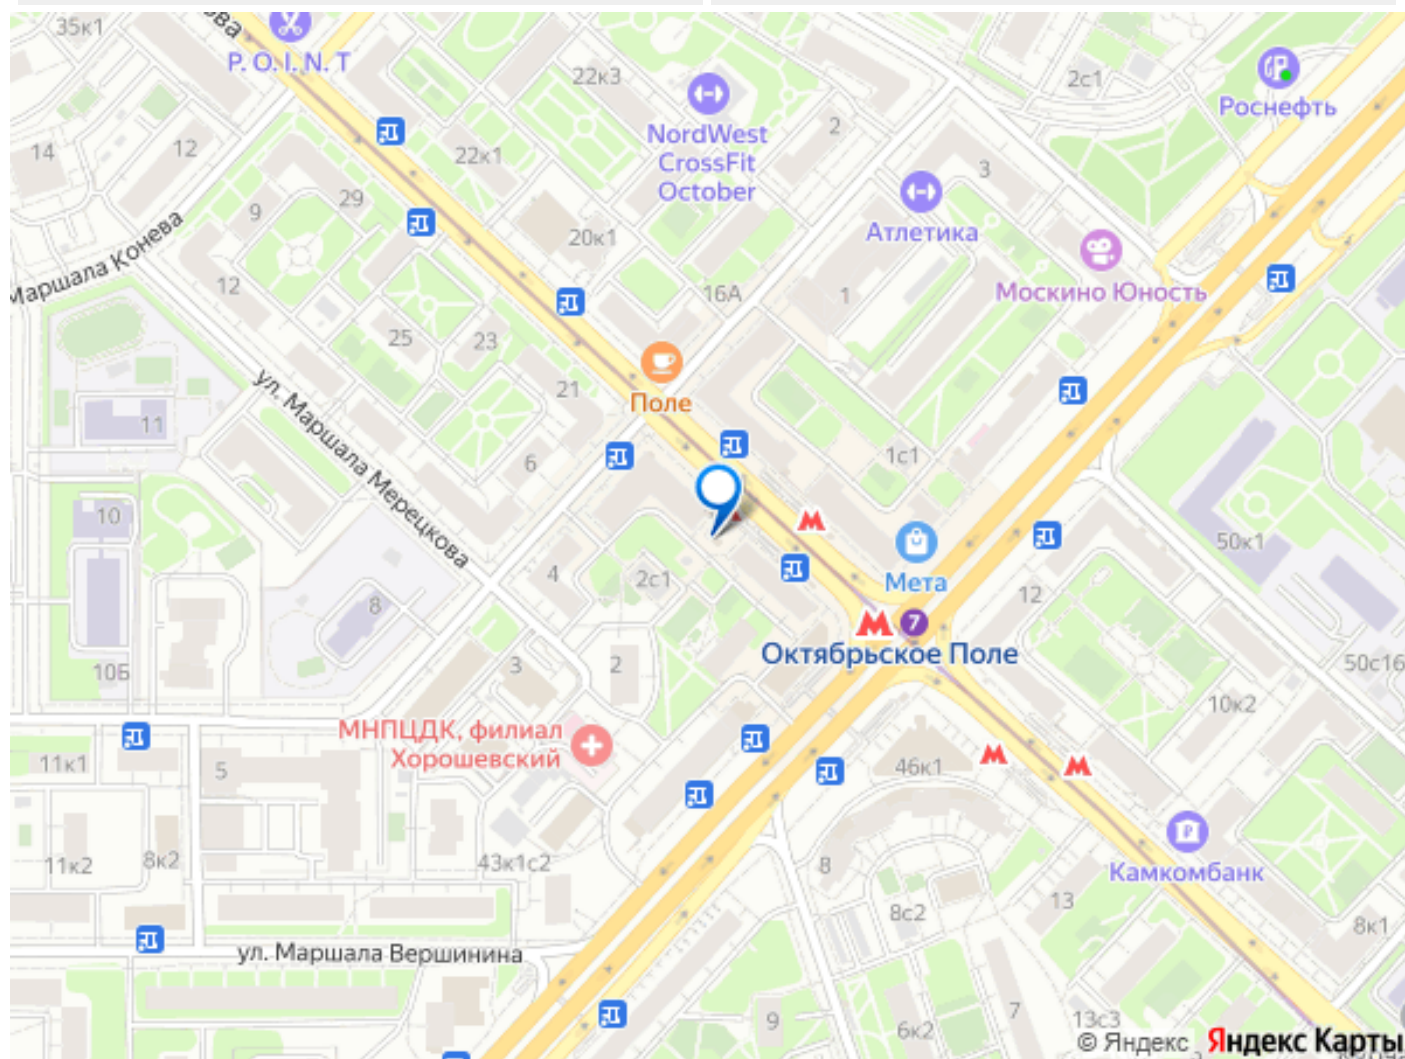 35к1
ова
P. O. I. N. T
22к3
2с1
Роснефть
NordWest
CrossFit
October
2
14
12
22к1
3
29
9
Атлетика
20к1
Маршала Конева
12
16А
1
Москино Юность
25
23
21
Поле
ул. Маршала Мерецкова
11
6
1с1
10
50к1
4
2с1
Мета
8
12
7
Октябрьское Поле
10Б
3
2
50с16
10к2
МНПЦДК, филиал
Хорошевский
11к1
5
46к1
Камкомбанк
11к2
8к2
43к1с2
8
13
8с2
8к1
ул. Маршала Вершинина
9
6к2
7
13с3
© Яндекс Яндекс Карты